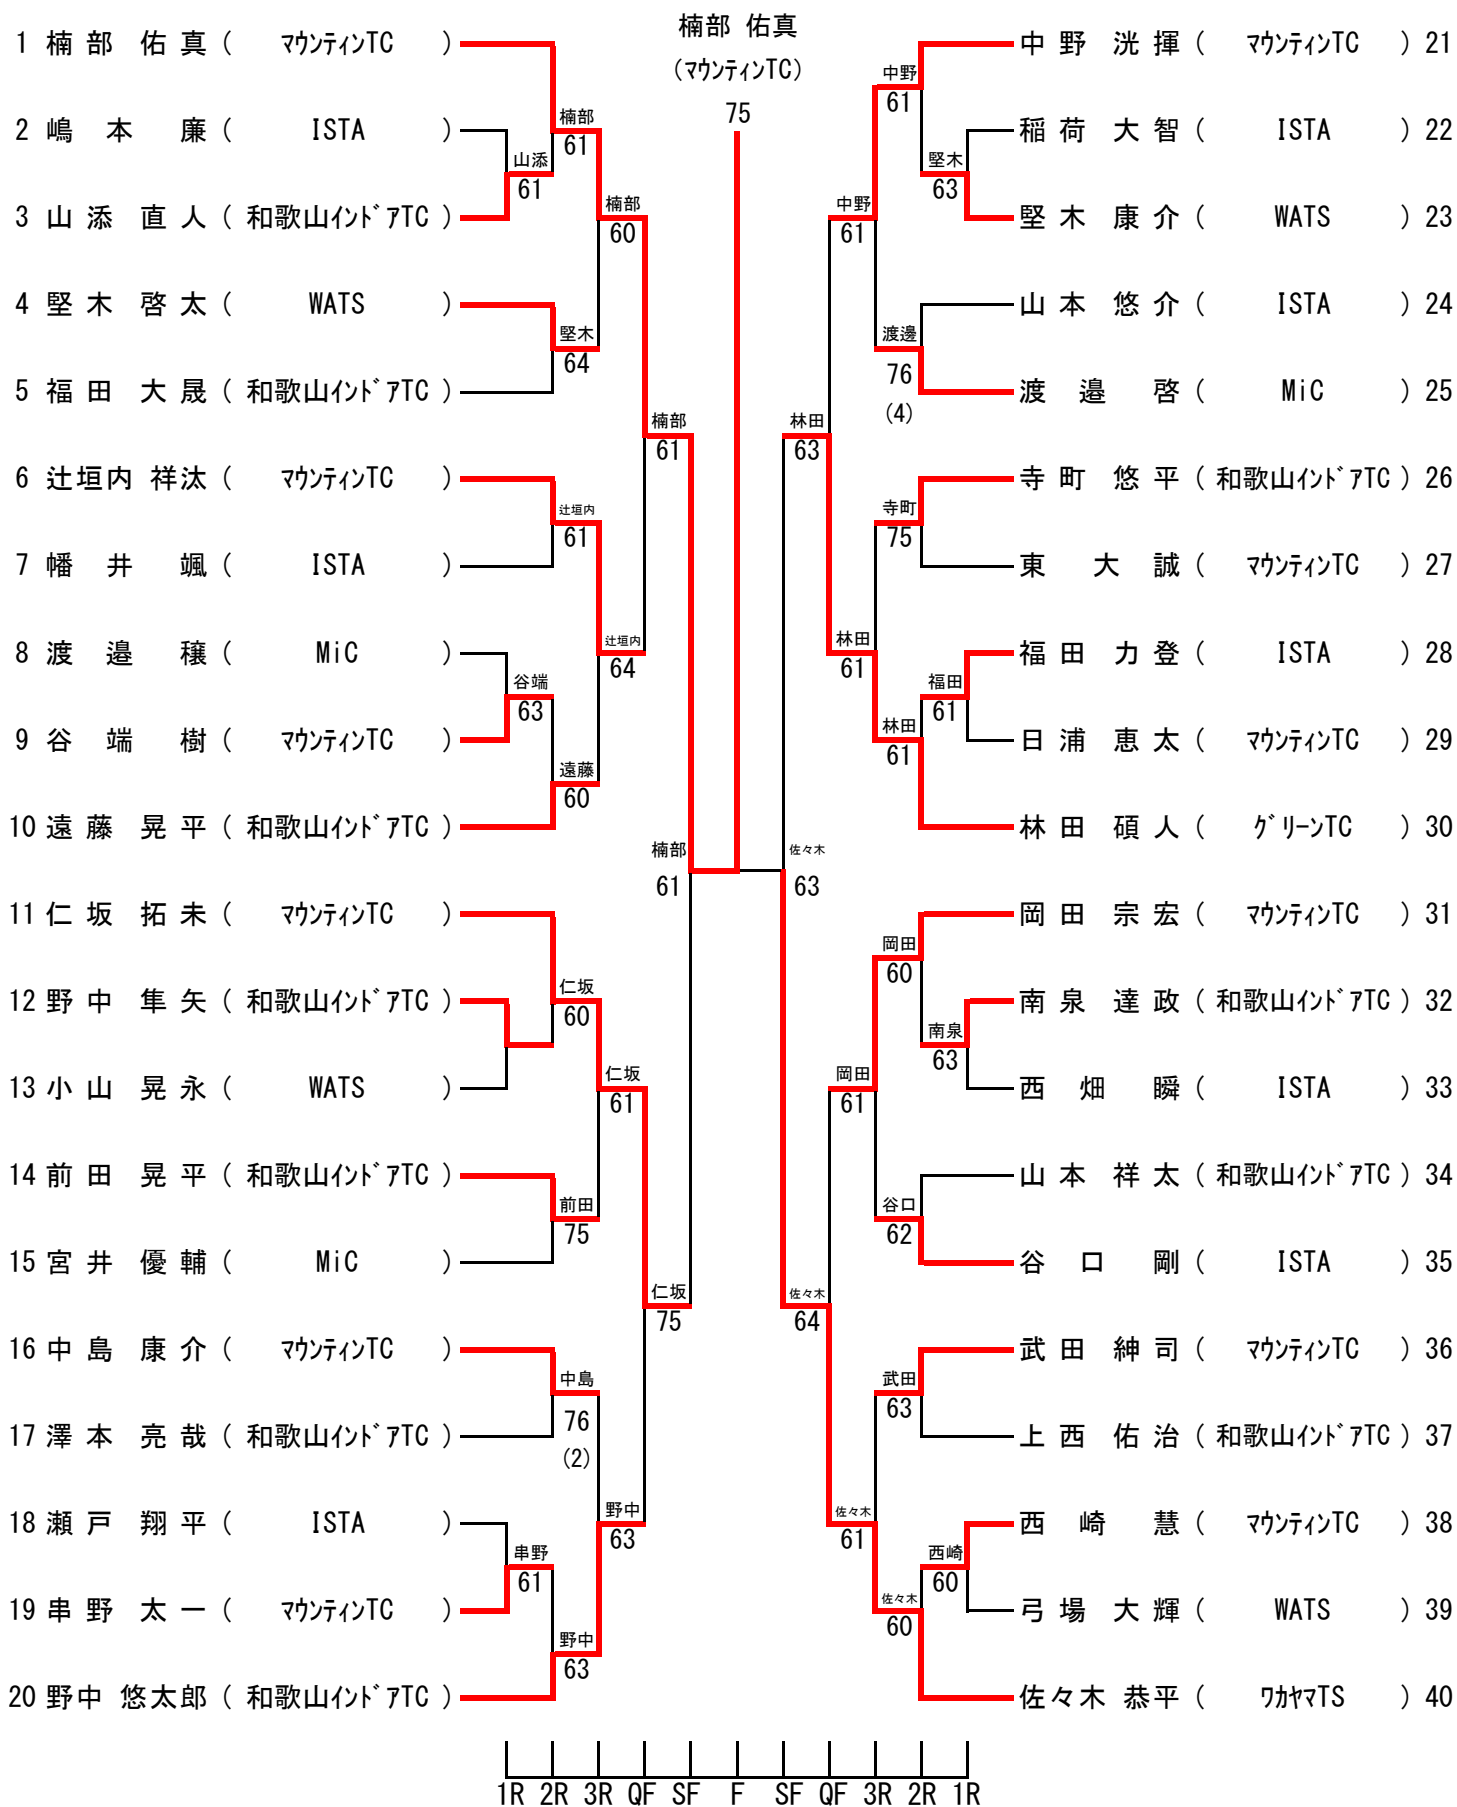 楠部 佑真
(マウンティンTC)
75
1 楠部 佑真 ( マウンティンTC )
2 嶋本 廉 ( ISTA )
3 山添 直人 ( 和歌山インドアTC )
4 堅木 啓太 ( WATS )
5 福田 大晟 ( 和歌山インドアTC )
6 辻垣内 祥汰 ( マウンティンTC )
7 幡井 颯 ( ISTA )
8 渡邉 穣 ( MiC )
9 谷端 樹 ( マウンティンTC )
10 遠藤 晃平 ( 和歌山インドアTC )
11 仁坂 拓未 ( マウンティンTC )
12 野中 隼矢 ( 和歌山インドアTC )
13 小山 晃永 ( WATS )
14 前田 晃平 ( 和歌山インドアTC )
15 宮井 優輔 ( MiC )
16 中島 康介 ( マウンティンTC )
17 澤本 亮哉 ( 和歌山インドアTC )
18 瀬戸 翔平 ( ISTA )
19 串野 太一 ( マウンティンTC )
20 野中 悠太郎 ( 和歌山インドアTC )
山添
61
谷端
63
串野
61
楠部
61
堅木
64
辻垣内
61
遠藤
60
仁坂
60
前田
75
中島
76
(2)
野中
63
楠部
60
辻垣内
64
仁坂
61
野中
63
楠部
61
仁坂
75
楠部
61
佐々木
63
林田
63
佐々木
64
中野
61
林田
61
岡田
61
佐々木
61
中野
61
渡邊
76
(4)
寺町
75
林田
61
岡田
60
谷口
62
武田
63
佐々木
60
堅木
63
福田
61
南泉
63
西崎
60
中野 洸揮 ( マウンティンTC ) 21
稲荷 大智 ( ISTA ) 22
堅木 康介 ( WATS ) 23
山本 悠介 ( ISTA ) 24
渡邉 啓 ( MiC ) 25
寺町 悠平 ( 和歌山インドアTC ) 26
東 大誠 ( マウンティンTC ) 27
福田 力登 ( ISTA ) 28
日浦 恵太 ( マウンティンTC ) 29
林田 碩人 ( グリーンTC ) 30
岡田 宗宏 ( マウンティンTC ) 31
南泉 達政 ( 和歌山インドアTC ) 32
西畑 瞬 ( ISTA ) 33
山本 祥太 ( 和歌山インドアTC ) 34
谷口 剛 ( ISTA ) 35
武田 紳司 ( マウンティンTC ) 36
上西 佑治 ( 和歌山インドアTC ) 37
西崎 慧 ( マウンティンTC ) 38
弓場 大輝 ( WATS ) 39
佐々木 恭平 ( ワカヤマTS ) 40
1R 2R 3R QF SF F SF QF 3R 2R 1R